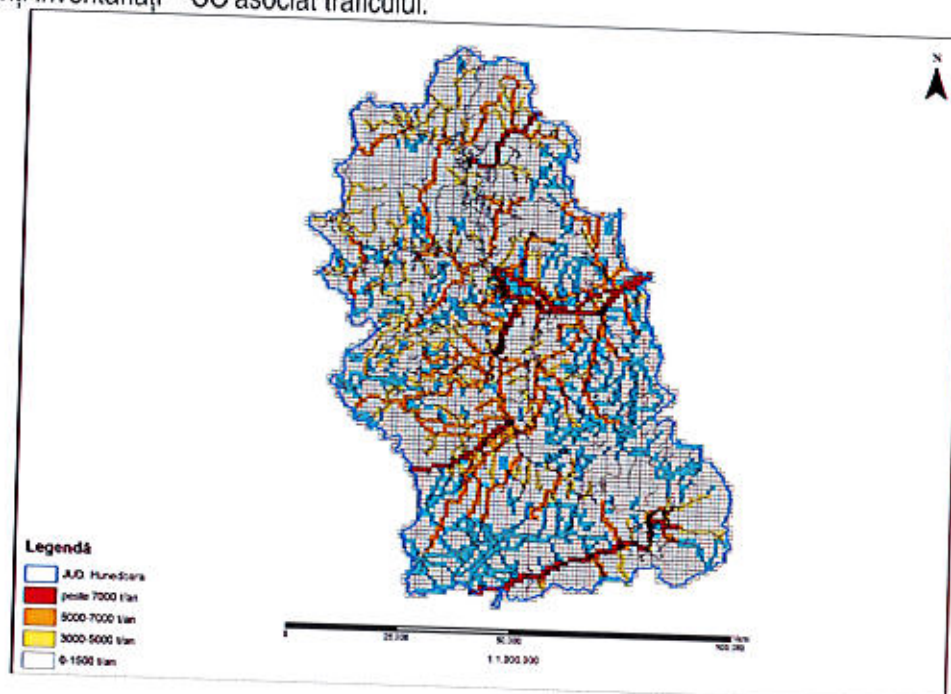 CO asociat traficului.
N
Legendă
JUD. Hunedoara
peste 7000 t/an
5000-7000 t/an
3000-5000 t/an
0-1500 t/an
0 25.000 50.000 100.000
1:1.000.000